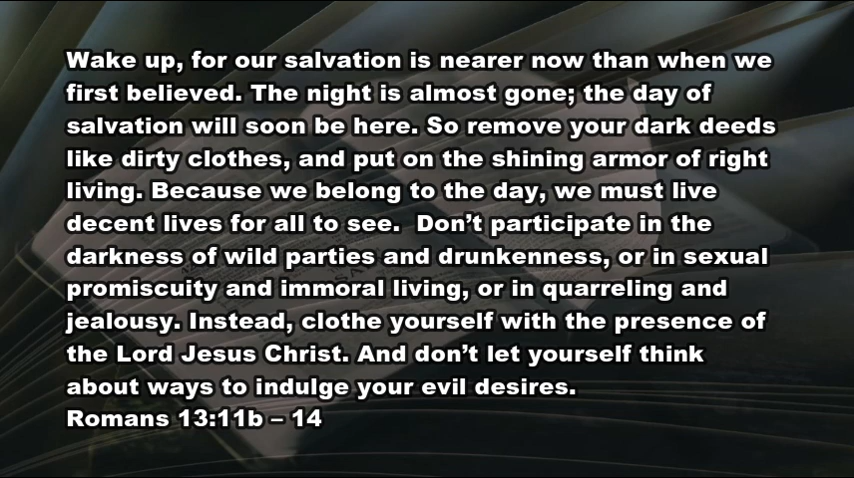 Wake up, for our salvation is nearer now than when we
first believed. The night is almost gone; the day of
salvation will soon be here. So remove your dark deeds
like dirty clothes, and put on the shining armor of right
living. Because we belong to the day, we must live
decent lives for all to see.  Don’t participate in the
darkness of wild parties and drunkenness, or in sexual
promiscuity and immoral living, or in quarreling and
jealousy. Instead, clothe yourself with the presence of
the Lord Jesus Christ. And don’t let yourself think
about ways to indulge your evil desires.
Romans 13:11b – 14